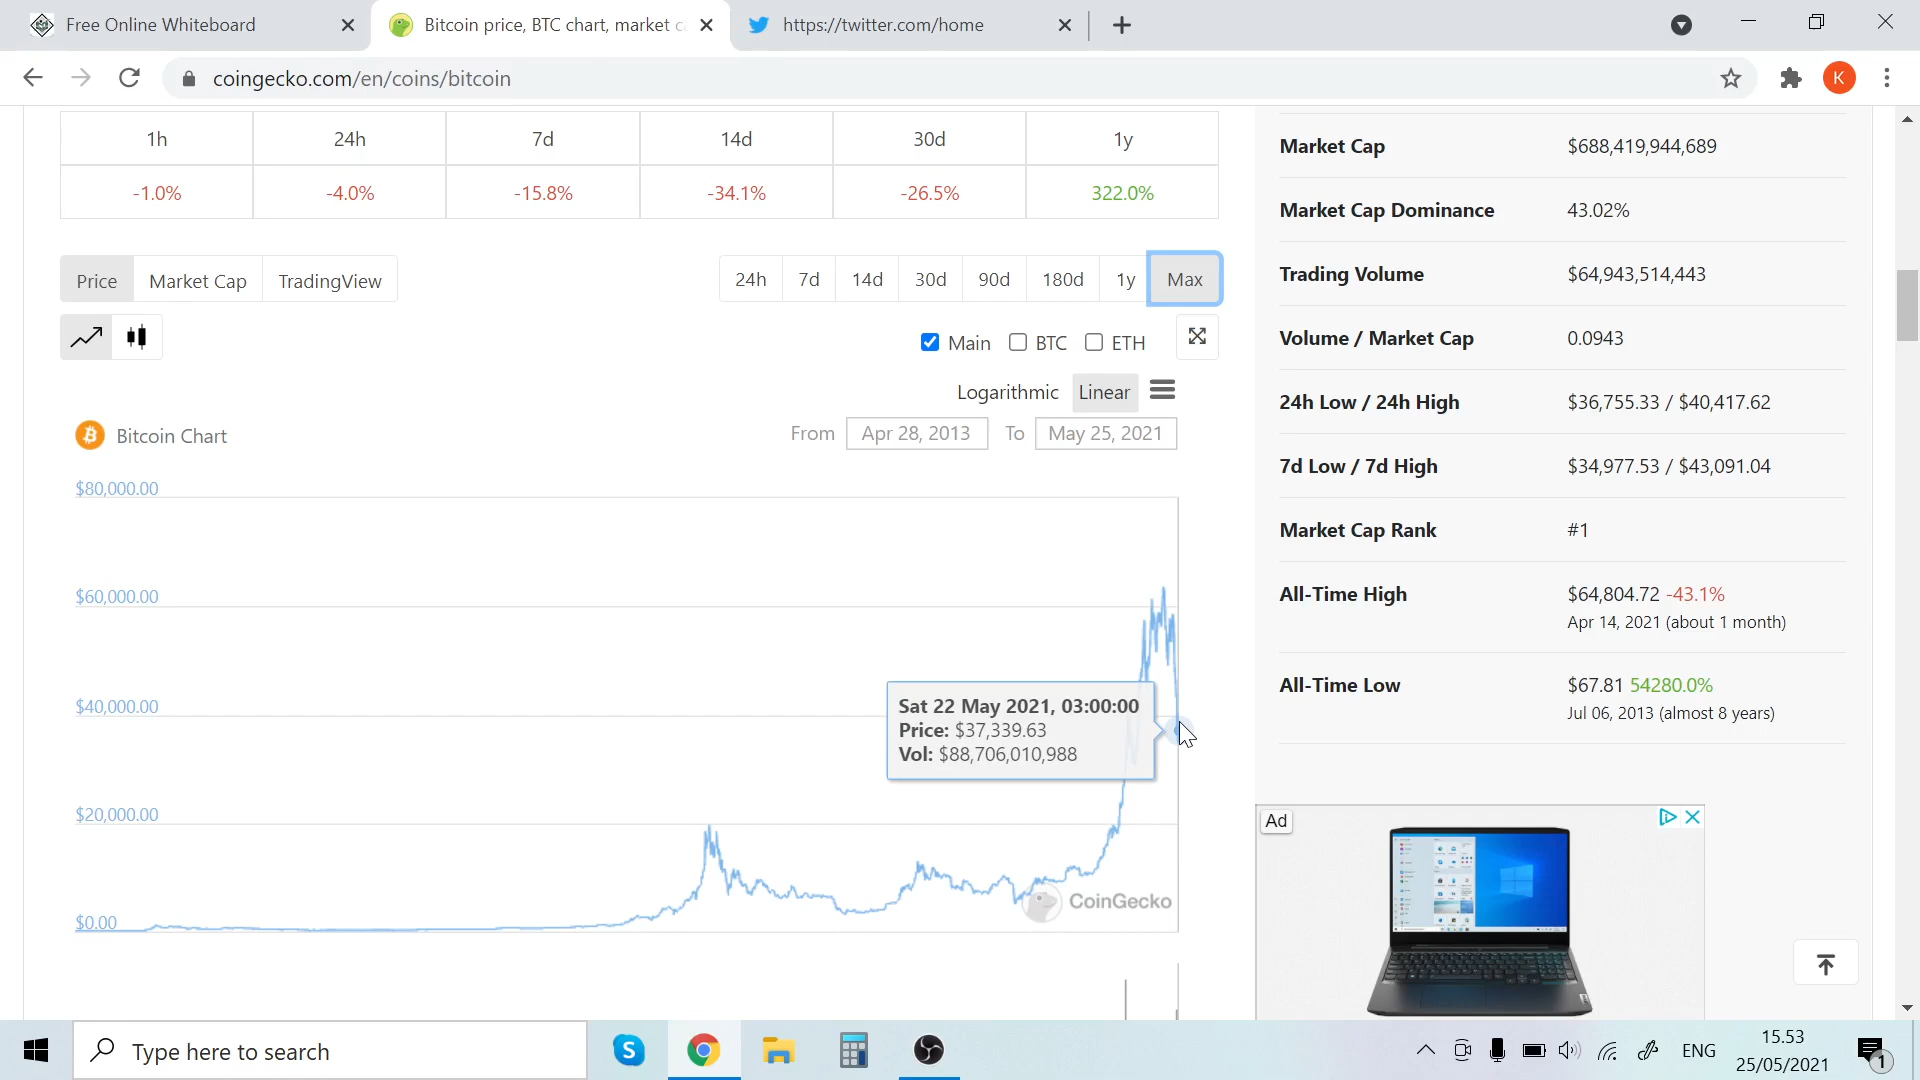 Free Online Whiteboard
Bitcoin price, BTC chart, market c
https://twitter.com/home
coingecko.com/en/coins/bitcoin
K
1h 24h 7d 14d 30d 1y
-1.0% -4.0% -15.8% -34.1% -26.5% 322.0%
Price Market Cap TradingView
24h 7d 14d 30d 90d 180d 1y Max
Main BTC ETH
Logarithmic Linear
Bitcoin Chart
From Apr 28, 2013 To May 25, 2021
$80,000.00
$60,000.00
$40,000.00
$20,000.00
$0.00
Sat 22 May 2021, 03:00:00
Price: $37,339.63
Vol: $88,706,010,988
CoinGecko
Market Cap $688,419,944,689
Market Cap Dominance 43.02%
Trading Volume $64,943,514,443
Volume / Market Cap 0.0943
24h Low / 24h High $36,755.33 / $40,417.62
7d Low / 7d High $34,977.53 / $43,091.04
Market Cap Rank #1
All-Time High $64,804.72 -43.1%
Apr 14, 2021 (about 1 month)
All-Time Low $67.81 54280.0%
Jul 06, 2013 (almost 8 years)
Ad
Type here to search
S
ENG
15.53
25/05/2021
1